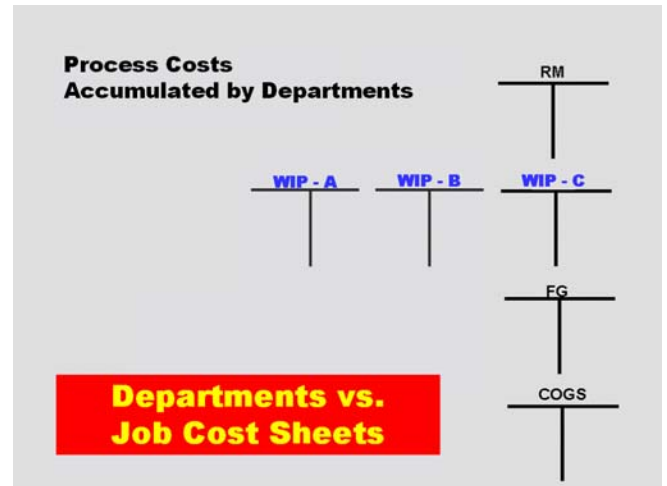 Process Costs
Accumulated by Departments
RM
WIP - A WIP - B WIP - C
FG
COGS
Departments vs.
Job Cost Sheets